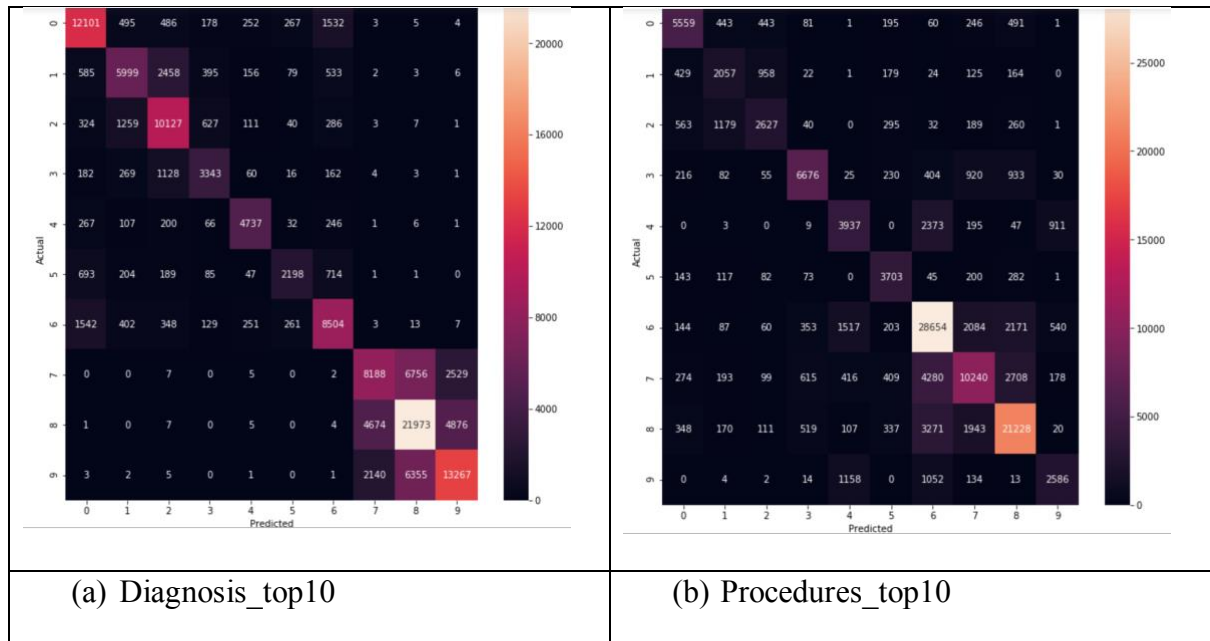 0 12101 495 486 178 252 267 1532 3 5 4
1 585 5999 2458 395 156 79 533 2 3 6
2 324 1259 10127 627 111 40 286 3 7 1
3 182 269 1128 3343 60 16 162 4 3 1
4 267 107 200 66 4737 32 246 1 6 1
5 693 204 189 85 47 2198 714 1 1 0
6 1542 402 348 129 251 261 8504 3 13 7
7 0 0 7 0 5 0 2 8188 6756 2529
8 1 0 7 0 5 0 4 4674 21973 4876
9 3 2 5 0 1 0 1 2140 6355 13267
0 1 2 3 4 5 6 7 8 9
Actual
Predicted
20000
16000
12000
8000
4000
0
(a) Diagnosis_top10
0 5559 443 443 81 1 195 60 246 491 1
1 429 2057 958 22 1 179 24 125 164 0
2 563 1179 2627 40 0 295 32 189 260 1
3 216 82 55 6676 25 230 404 920 933 30
4 0 3 0 9 3937 0 2373 195 47 911
5 143 117 82 73 0 3703 45 200 282 1
6 144 87 60 353 1517 203 28654 2084 2171 540
7 274 193 99 615 416 409 4280 10240 2708 178
8 348 170 111 519 107 337 3271 1943 21228 20
9 0 4 2 14 1158 0 1052 134 13 2586
0 1 2 3 4 5 6 7 8 9
Actual
Predicted
25000
20000
15000
10000
5000
0
(b) Procedures_top10